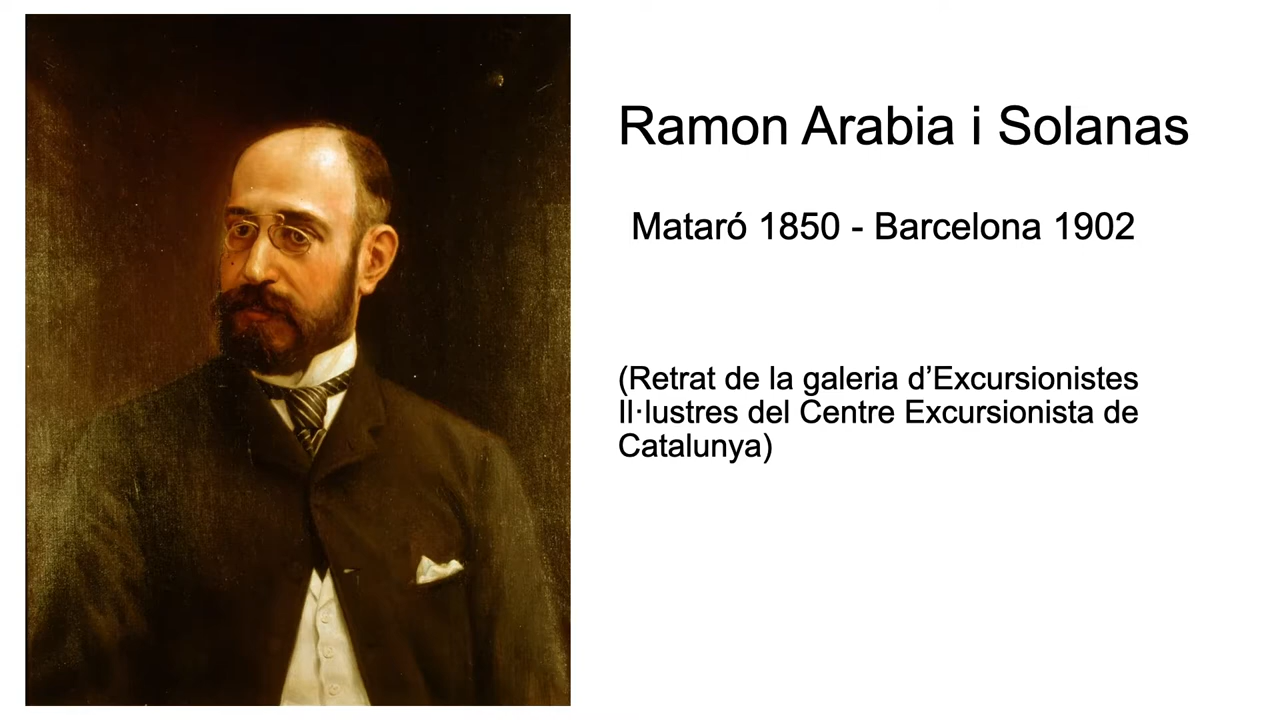 Ramon Arabia i Solanas
Mataró 1850 - Barcelona 1902
(Retrat de la galeria d’Excursionistes
Il·lustres del Centre Excursionista de
Catalunya)